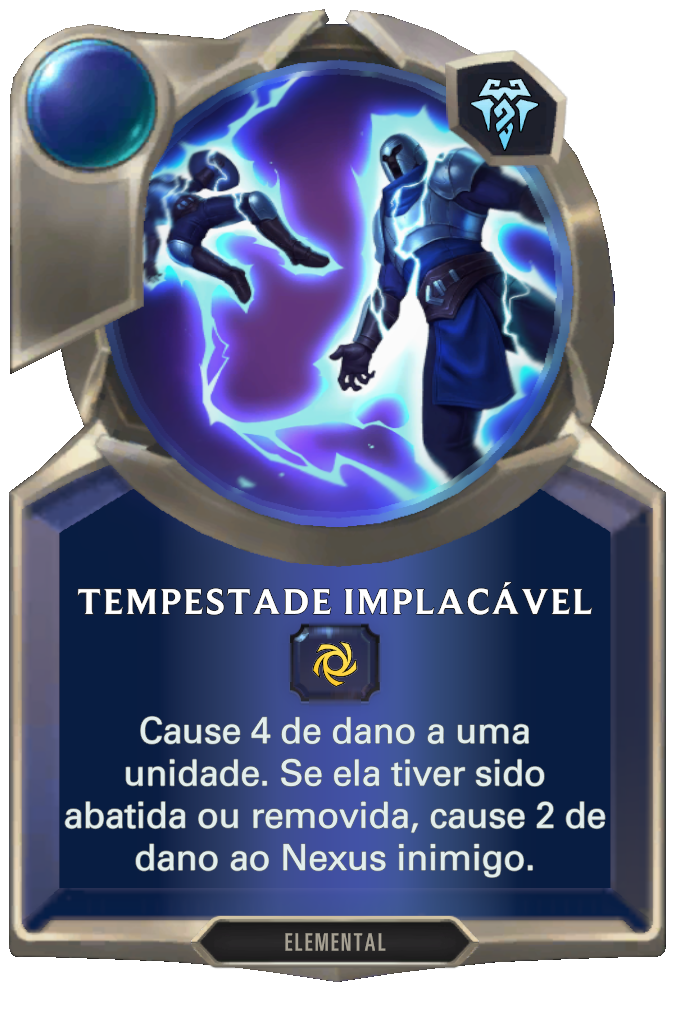 TEMPESTADE IMPLACÁVEL
Cause 4 de dano a uma
unidade. Se ela tiver sido
abatida ou removida, cause 2 de
dano ao Nexus inimigo.
ELEMENTAL